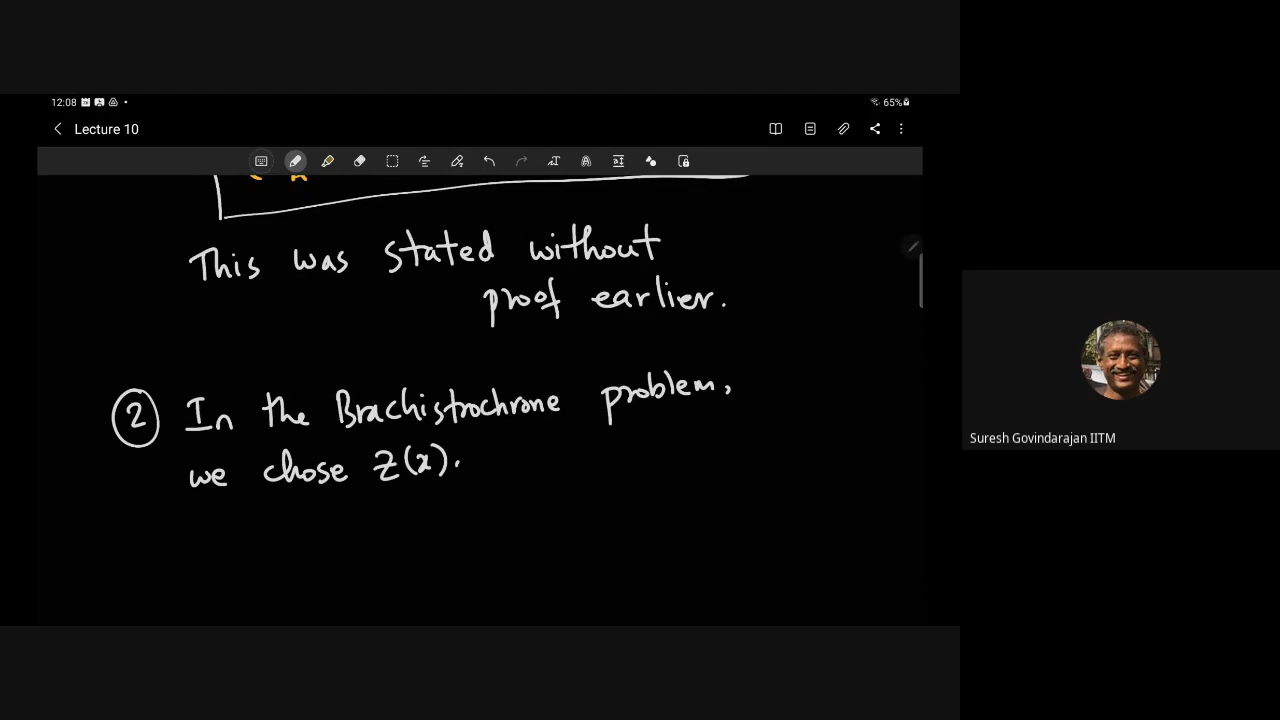 12:08
65%
Lecture 10
This was stated without
proof earlier.
② In the Brachistrochrone problem,
we chose Z(x).
Suresh Govindarajan IITM